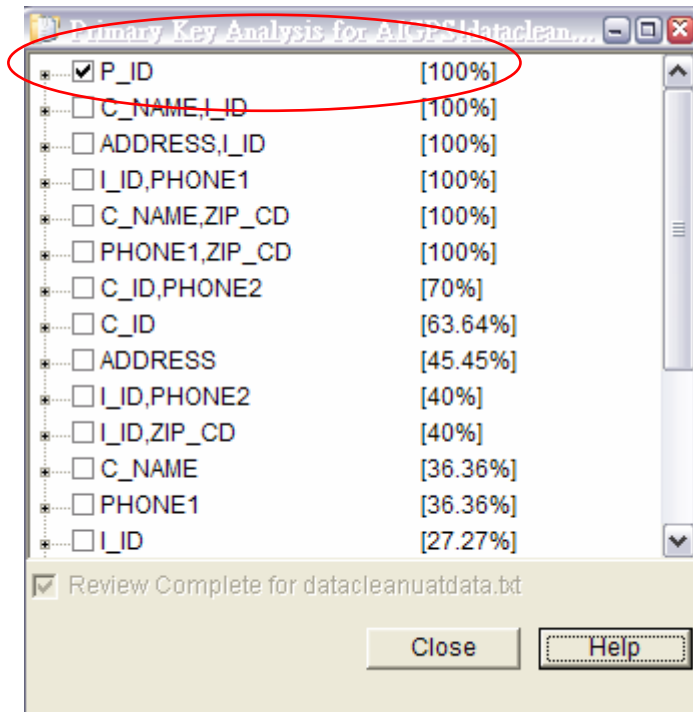 Primary Key Analysis for AIGPS!dataclean....
P_ID [100%]
C_NAME,I_ID [100%]
ADDRESS,I_ID [100%]
I_ID,PHONE1 [100%]
C_NAME,ZIP_CD [100%]
PHONE1,ZIP_CD [100%]
C_ID,PHONE2 [70%]
C_ID [63.64%]
ADDRESS [45.45%]
I_ID,PHONE2 [40%]
I_ID,ZIP_CD [40%]
C_NAME [36.36%]
PHONE1 [36.36%]
I_ID [27.27%]
Review Complete for datacleanuatdata.txt
Close Help